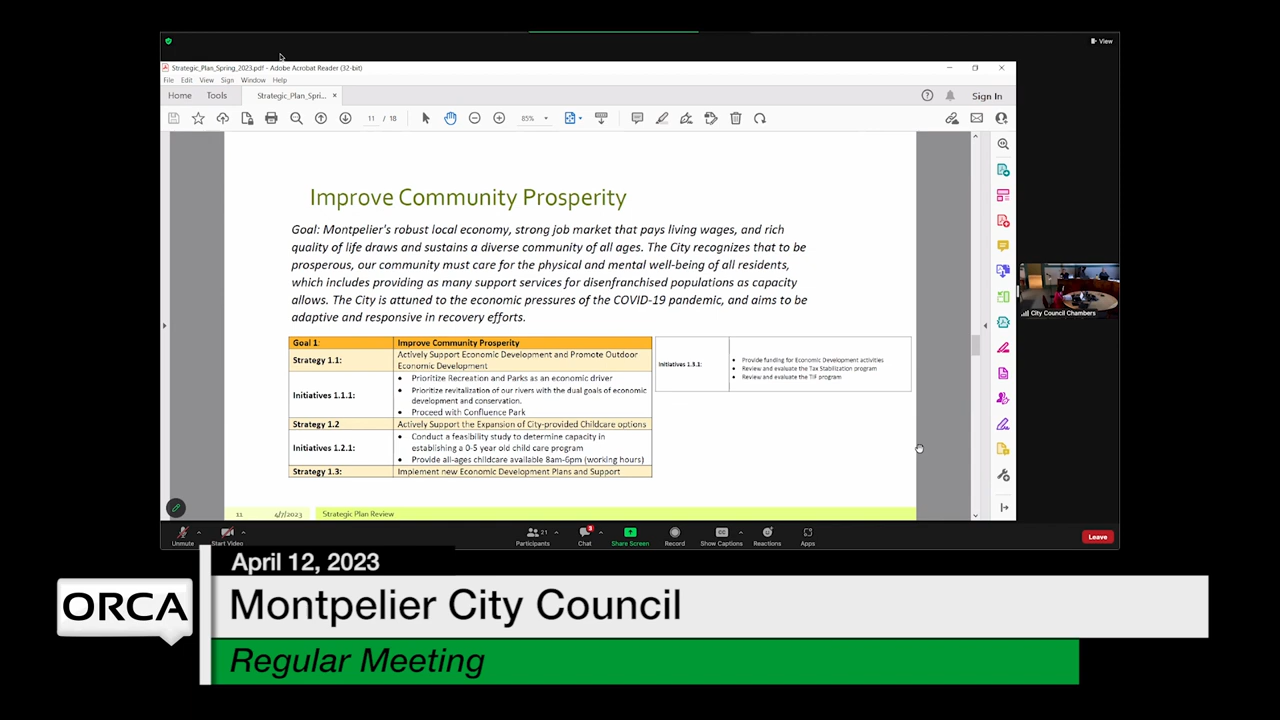 View
Strategic_Plan_Spring_2023.pdf - Adobe Acrobat Reader (32-bit)
File Edit View Sign Window Help
Home Tools Strategic_Plan_Spri... × Sign In
11 / 18 85%
Improve Community Prosperity
Goal: Montpelier's robust local economy, strong job market that pays living wages, and rich
quality of life draws and sustains a diverse community of all ages. The City recognizes that to be
prosperous, our community must care for the physical and mental well-being of all residents,
which includes providing as many support services for disenfranchised populations as capacity
allows. The City is attuned to the economic pressures of the COVID-19 pandemic, and aims to be
adaptive and responsive in recovery efforts.
Goal 1: Improve Community Prosperity
Strategy 1.1: Actively Support Economic Development and Promote Outdoor
Economic Development
Initiatives 1.1.1:
• Prioritize Recreation and Parks as an economic driver
• Prioritize revitalization of our rivers with the dual goals of economic
development and conservation.
• Proceed with Confluence Park
Strategy 1.2 Actively Support the Expansion of City-provided Childcare options
Initiatives 1.2.1:
• Conduct a feasibility study to determine capacity in
establishing a 0-5 year old child care program
• Provide all-ages childcare available 8am-6pm (working hours)
Strategy 1.3: Implement new Economic Development Plans and Support
Initiatives 1.3.1:
• Provide funding for Economic Development activities
• Review and evaluate the Tax Stabilization program
• Review and evaluate the TIF program
11 4/7/2023 Strategic Plan Review
City Council Chambers
Unmute Start Video Participants 21 Chat 3 Share Screen Record CC Show Captions Reactions Apps Leave
April 12, 2023
ORCA
Montpelier City Council
Regular Meeting